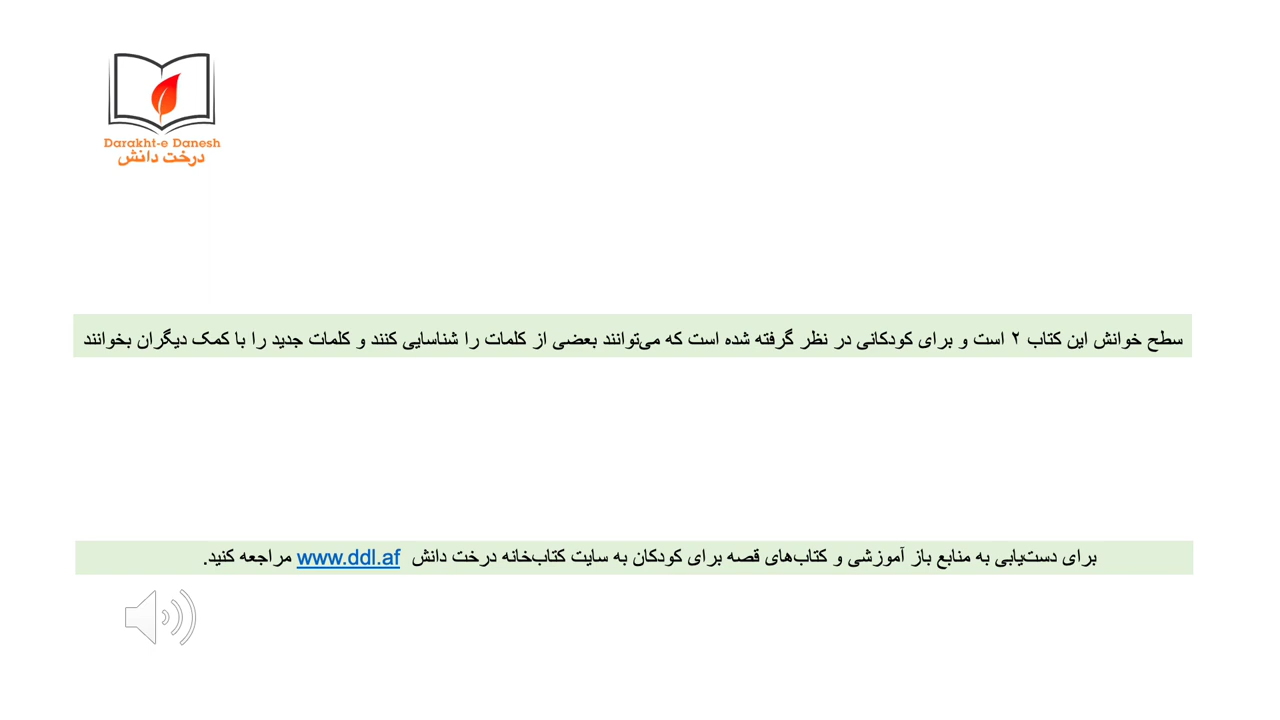 Darakht-e Danesh
درخت دانش
سطح خوانش این کتاب ۲ است و برای کودکانی در نظر گرفته شده است که می‌توانند بعضی از کلمات را شناسایی کنند و کلمات جدید را با کمک دیگران بخوانند
برای دست‌یابی به منابع باز آموزشی و کتاب‌های قصه برای کودکان به سایت کتاب‌خانه درخت دانش www.ddl.af مراجعه کنید.